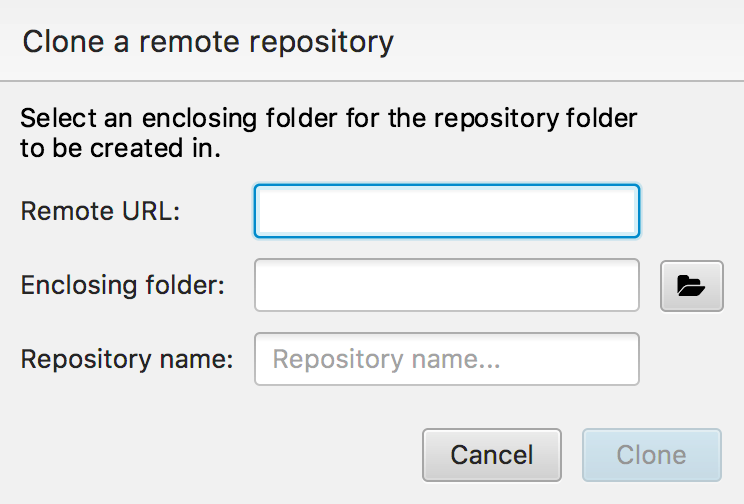 Clone a remote repository
Select an enclosing folder for the repository folder
to be created in.
Remote URL:
Enclosing folder:
Repository name: Repository name...
Cancel Clone